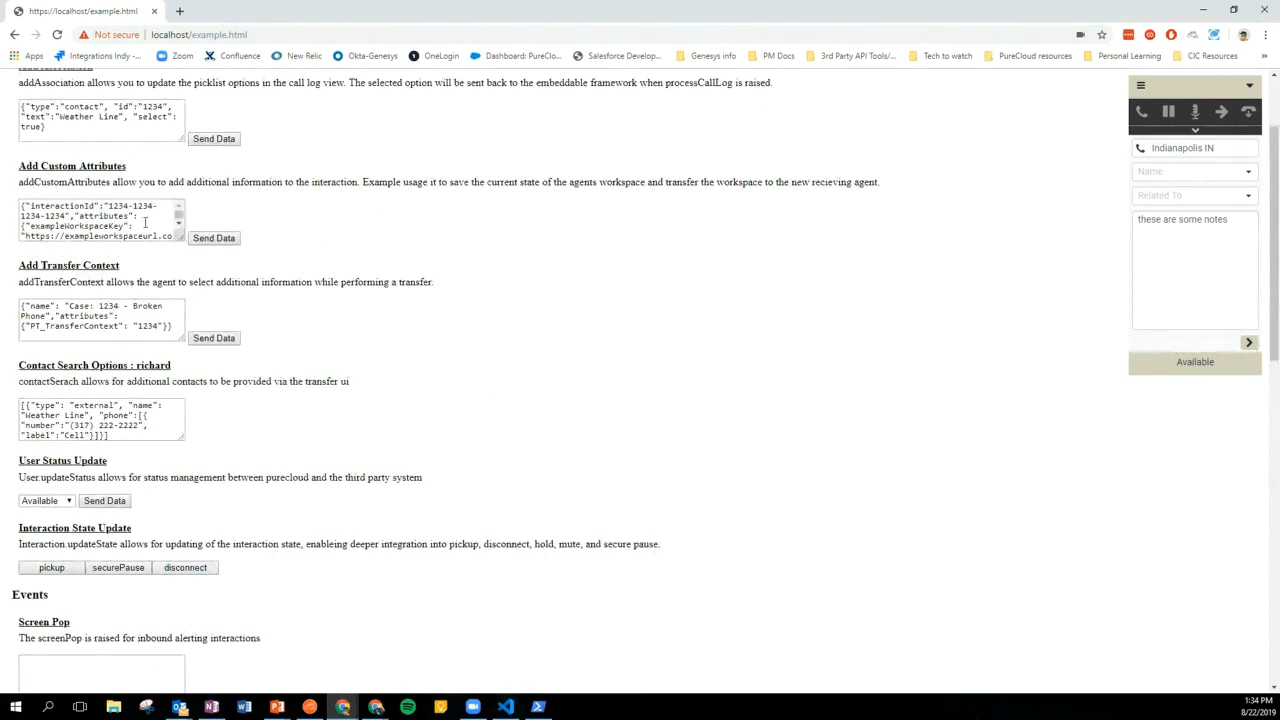 https://localhost/example.html
Not secure
localhost/example.html
Apps
Integrations Indy -...
Zoom
Confluence
New Relic
Okta-Genesys
OneLogin
Dashboard: PureClo...
Salesforce Develop...
Genesys info
PM Docs
3rd Party API Tools/...
Tech to watch
PureCloud resources
Personal Learning
CIC Resources
addAssociation allows you to update the picklist options in the call log view. The selected option will be sent back to the embeddable framework when processCallLog is raised.
{"type":"contact", "id":"1234",
"text":"Weather Line", "select":
true}
Send Data
Add Custom Attributes
addCustomAttributes allow you to add additional information to the interaction. Example usage it to save the current state of the agents workspace and transfer the workspace to the new recieving agent.
{"interactionId":"1234-1234-
1234-1234","attributes":
{"exampleWorkspaceKey":
"https://exampleworkspaceurl.co
Send Data
Add Transfer Context
addTransferContext allows the agent to select additional information while performing a transfer.
{"name": "Case: 1234 - Broken
Phone","attributes":
{"PT_TransferContext": "1234"}}
Send Data
Contact Search Options : richard
contactSerach allows for additional contacts to be provided via the transfer ui
[{"type": "external", "name":
"Weather Line", "phone":[{
"number":"(317) 222-2222",
"label":"Cell"}]}]
User Status Update
User.updateStatus allows for status management between purecloud and the third party system
Available
Send Data
Interaction State Update
Interaction.updateState allows for updating of the interaction state, enableing deeper integration into pickup, disconnect, hold, mute, and secure pause.
pickup
securePause
disconnect
Events
Screen Pop
The screenPop is raised for inbound alerting interactions
Indianapolis IN
Name
Related To
these are some notes
Available
1:34 PM
8/22/2019